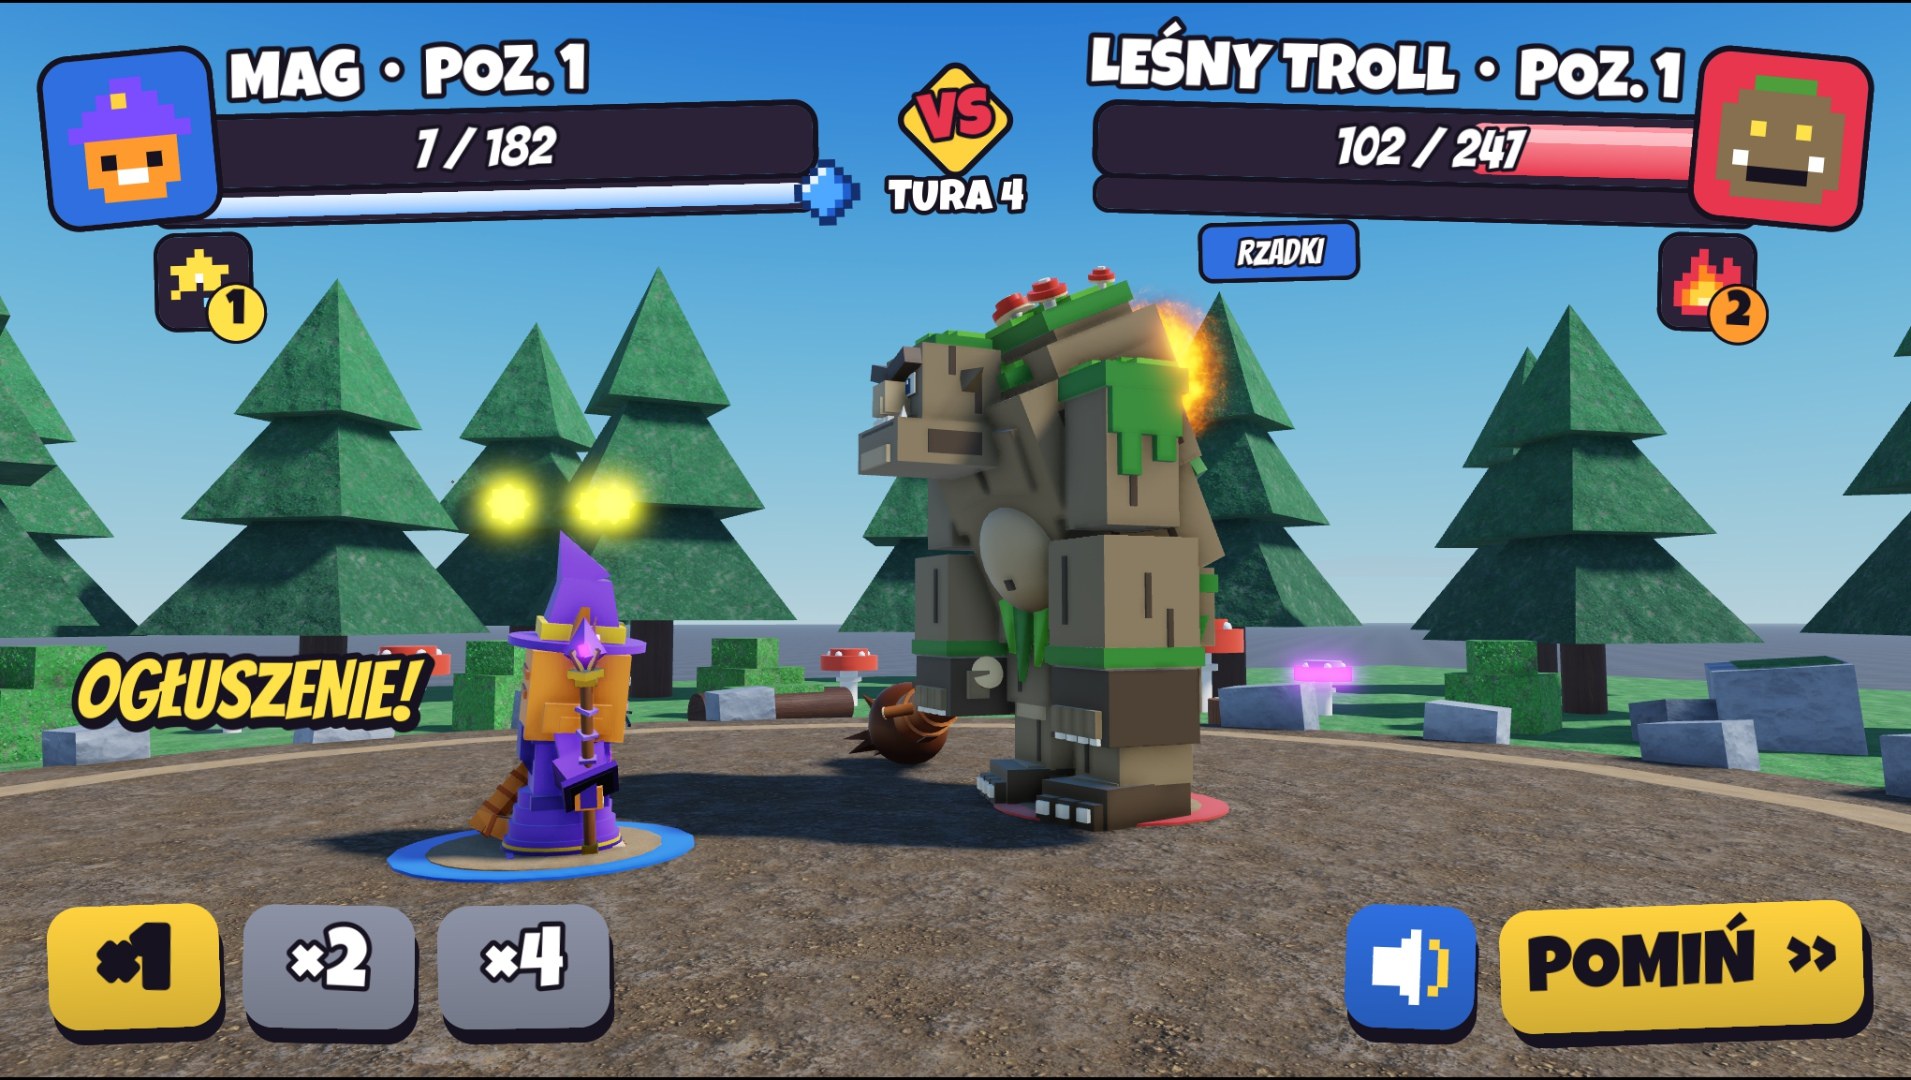 MAG • POZ. 1
7 / 182
VS
TURA 4
LEŚNY TROLL • POZ. 1
102 / 247
RZADKI
1
2
OGŁUSZENIE!
×1
×2
×4
POMIŃ »